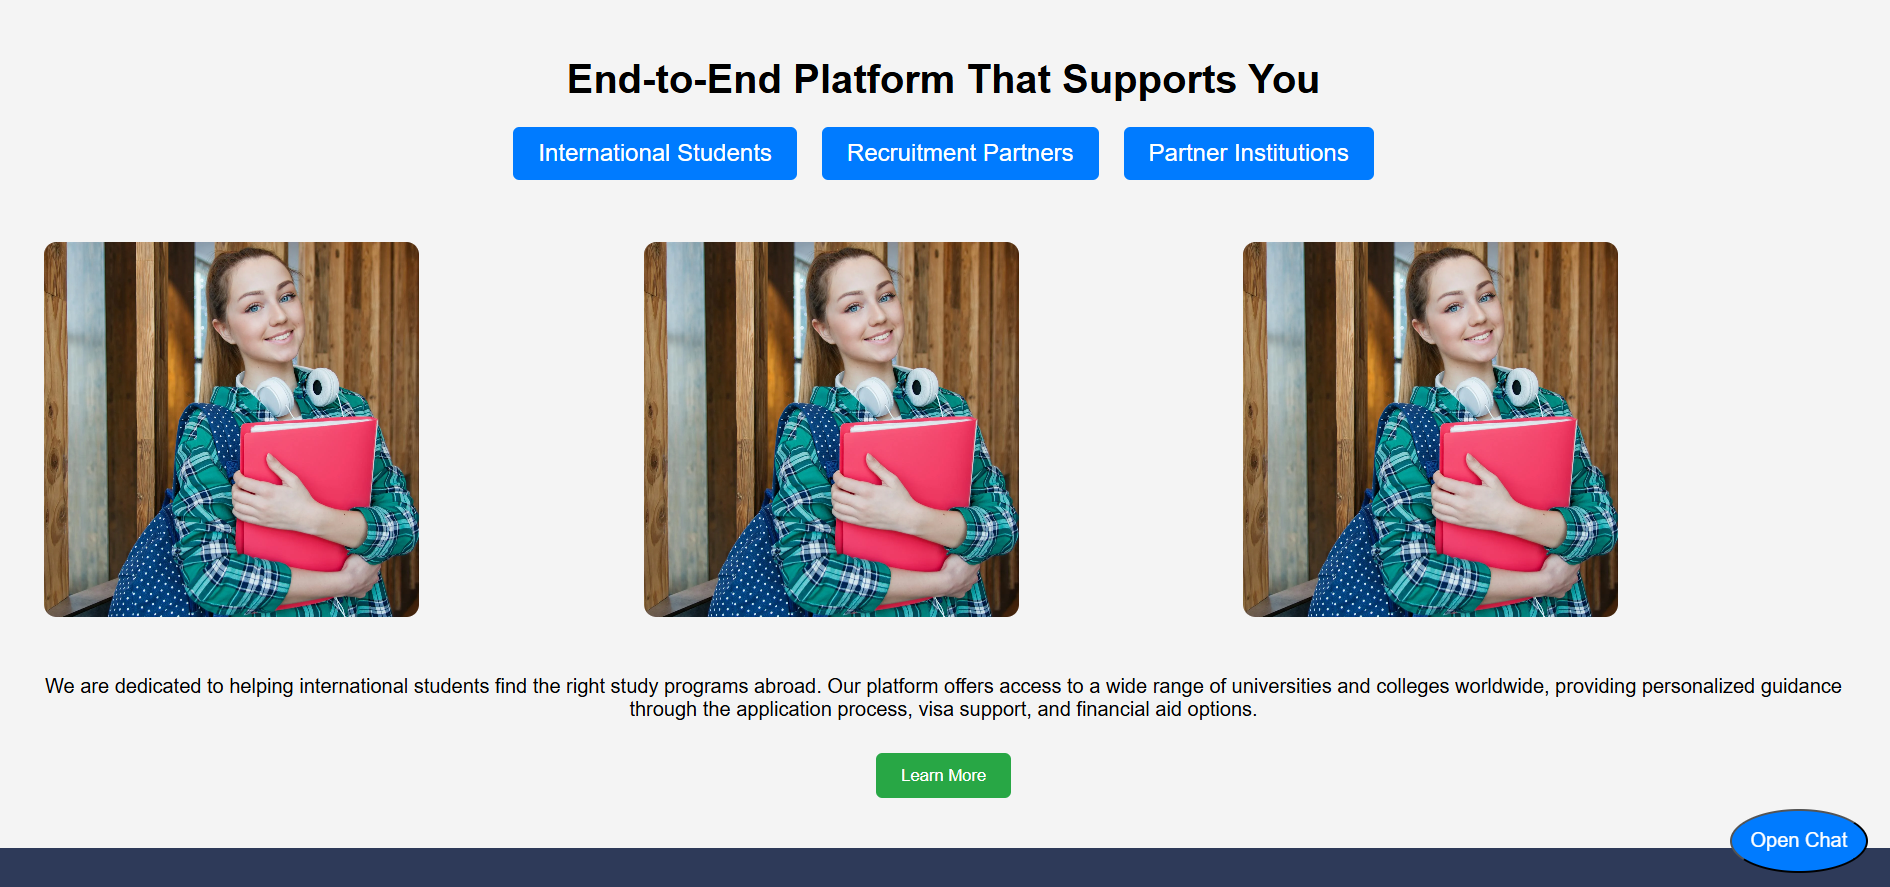 End-to-End Platform That Supports You
International Students
Recruitment Partners
Partner Institutions
We are dedicated to helping international students find the right study programs abroad. Our platform offers access to a wide range of universities and colleges worldwide, providing personalized guidance
through the application process, visa support, and financial aid options.
Learn More
Open Chat